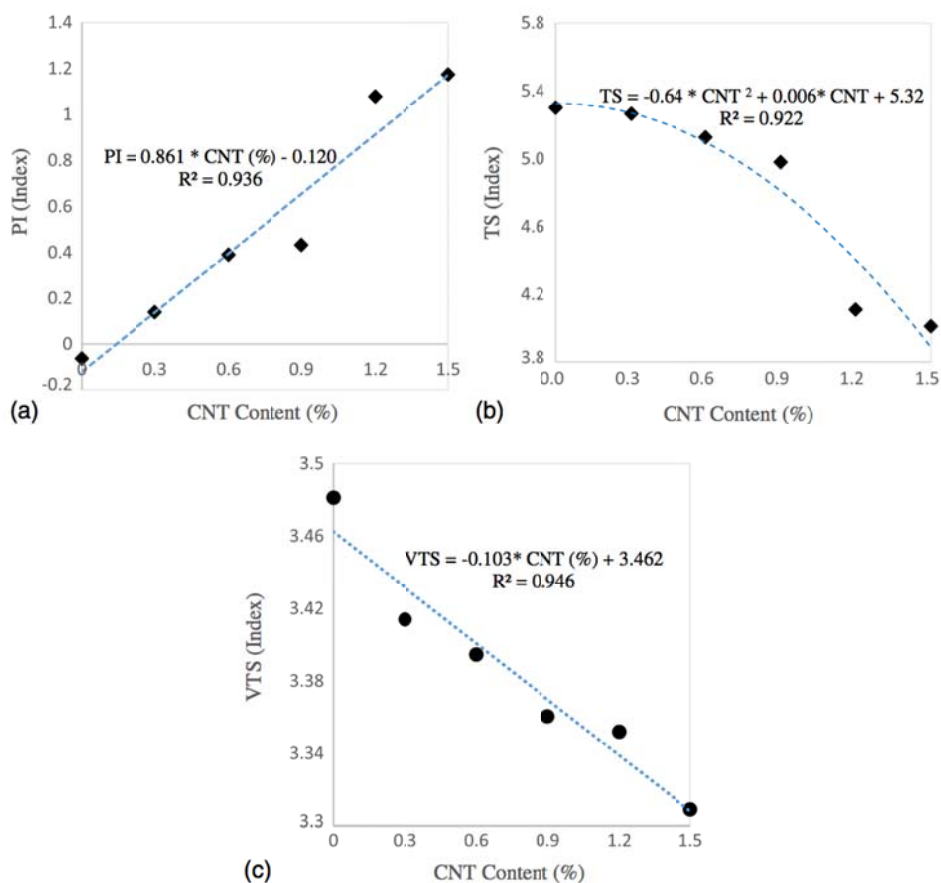 1.4
1.2
1
0.8
0.6
0.4
0.2
0
-0.2
PI (Index)
PI = 0.861 * CNT (%) - 0.120
R² = 0.936
0 0.3 0.6 0.9 1.2 1.5
CNT Content (%)
(a)
5.8
5.4
5.0
4.6
4.2
3.8
TS (Index)
TS = -0.64 * CNT ² + 0.006* CNT + 5.32
R² = 0.922
0.0 0.3 0.6 0.9 1.2 1.5
CNT Content (%)
(b)
3.5
3.46
3.42
3.38
3.34
3.3
VTS (Index)
VTS = -0.103* CNT (%) + 3.462
R² = 0.946
0 0.3 0.6 0.9 1.2 1.5
CNT Content (%)
(c)